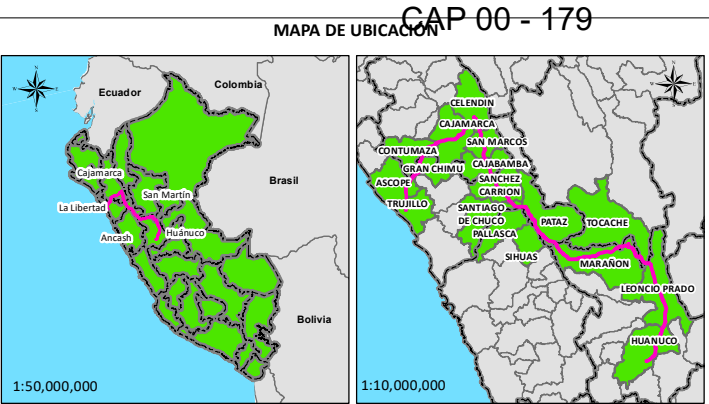 CAP 00 - 179
MAPA DE UBICACIÓN
Ecuador
Colombia
Cajamarca
San Martín
Brasil
La Libertad
Huánuco
Ancash
Bolivia
1:50,000,000
CELENDIN
CAJAMARCA
SAN MARCOS
CONTUMAZA
CAJABAMBA
GRAN CHIMU
SANCHEZ
CARRION
ASCOPE
TRUJILLO
SANTIAGO
DE CHUCO
PATAZ
TOCACHE
PALLASCA
SIHUAS
MARAÑON
LEONCIO PRADO
HUANUCO
1:10,000,000